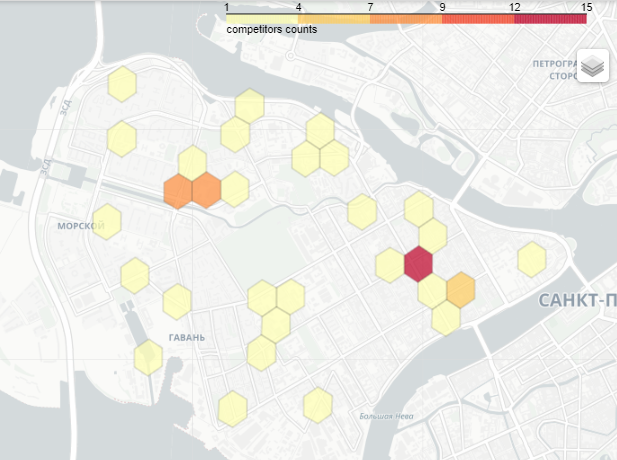 1 4 7 9 12 15
competitors counts
ПЕТРОГРА
СТОРО
ЗСД
ЗСД
МОРСКОЙ
САНКТ-П
ГАВАНЬ
Большая Нева